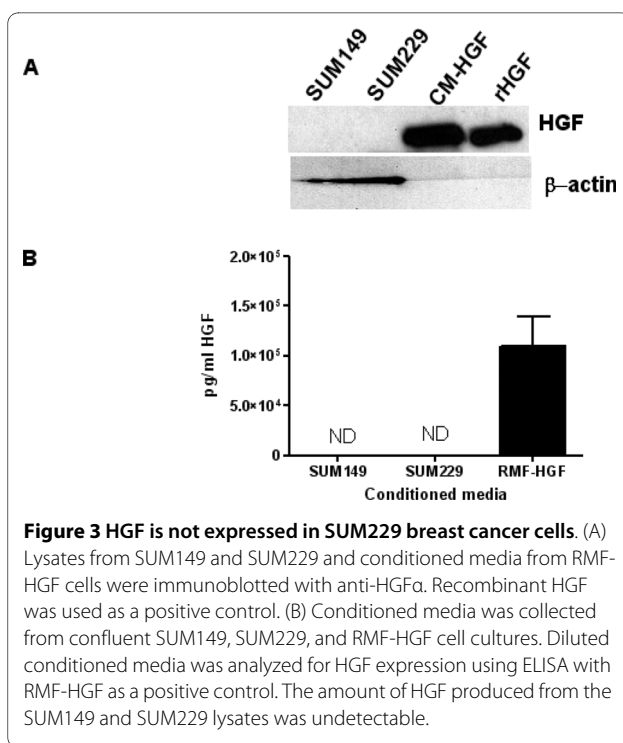 A
SUM149 SUM229 CM-HGF rHGF
HGF
β–actin
B
2.0×10⁵
1.5×10⁵
1.0×10⁵
5.0×10⁴
0
pg/ml HGF
ND ND
SUM149 SUM229 RMF-HGF
Conditioned media
Figure 3 HGF is not expressed in SUM229 breast cancer cells. (A)
Lysates from SUM149 and SUM229 and conditioned media from RMF-
HGF cells were immunoblotted with anti-HGFα. Recombinant HGF
was used as a positive control. (B) Conditioned media was collected
from confluent SUM149, SUM229, and RMF-HGF cell cultures. Diluted
conditioned media was analyzed for HGF expression using ELISA with
RMF-HGF as a positive control. The amount of HGF produced from the
SUM149 and SUM229 lysates was undetectable.